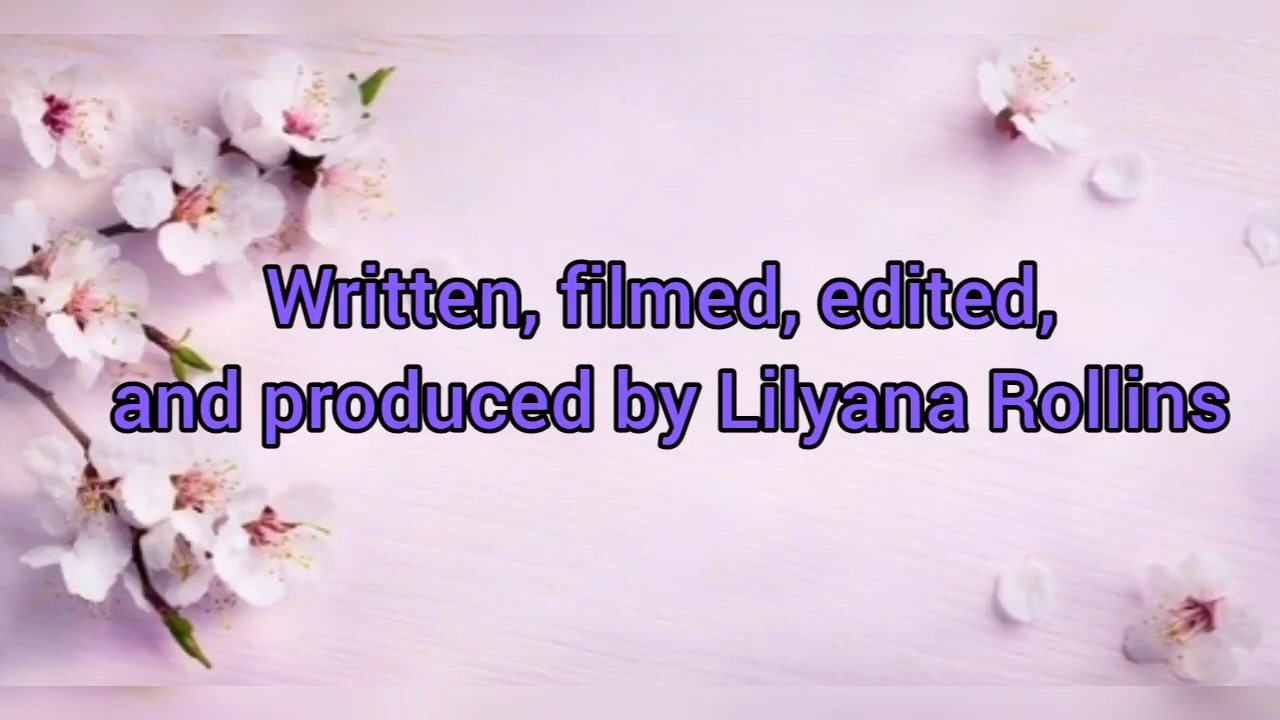 Written, filmed, edited,
and produced by Lilyana Rollins